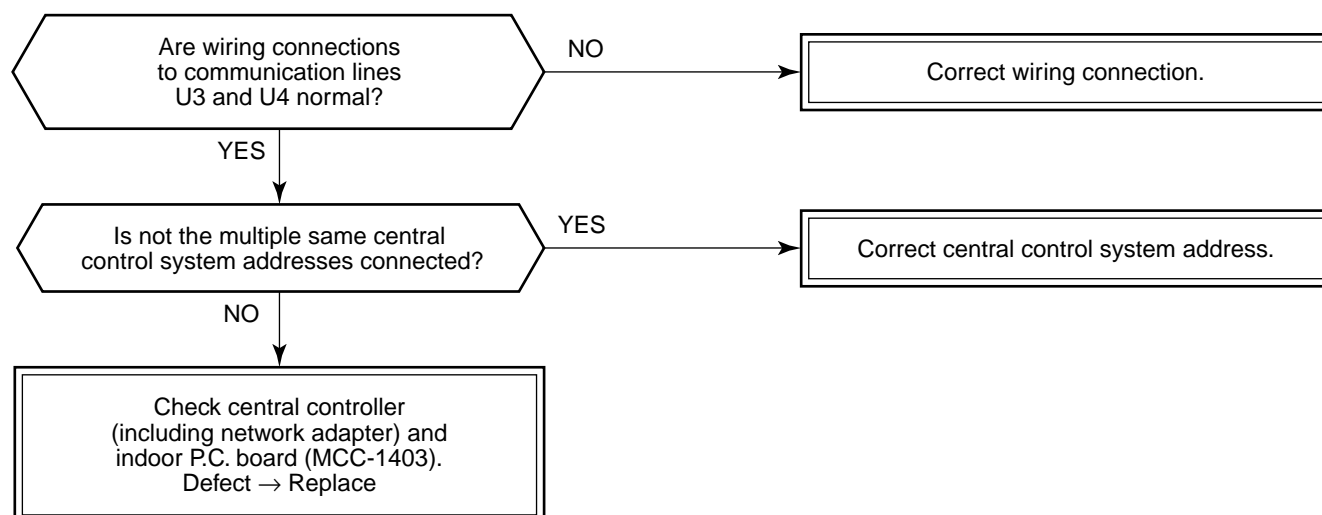 Are wiring connections
to communication lines
U3 and U4 normal?
NO
Correct wiring connection.
YES
Is not the multiple same central
control system addresses connected?
YES
Correct central control system address.
NO
Check central controller
(including network adapter) and
indoor P.C. board (MCC-1403).
Defect → Replace